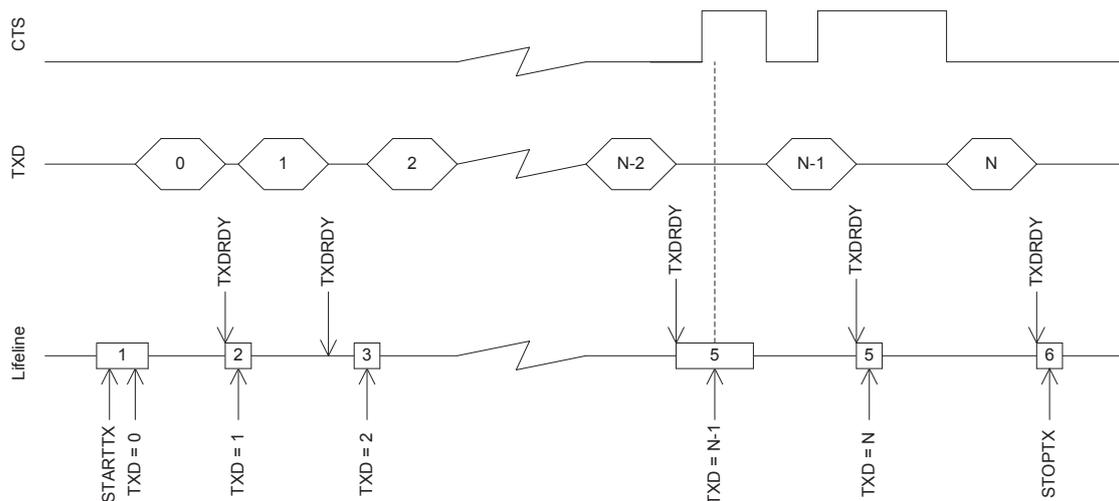 CTS
TXD
0
1
2
N-2
N-1
N
TXDRDY
TXDRDY
TXDRDY
TXDRDY
TXDRDY
Lifeline
1
2
3
5
5
6
STARTTX
TXD = 0
TXD = 1
TXD = 2
TXD = N-1
TXD = N
STOPTX